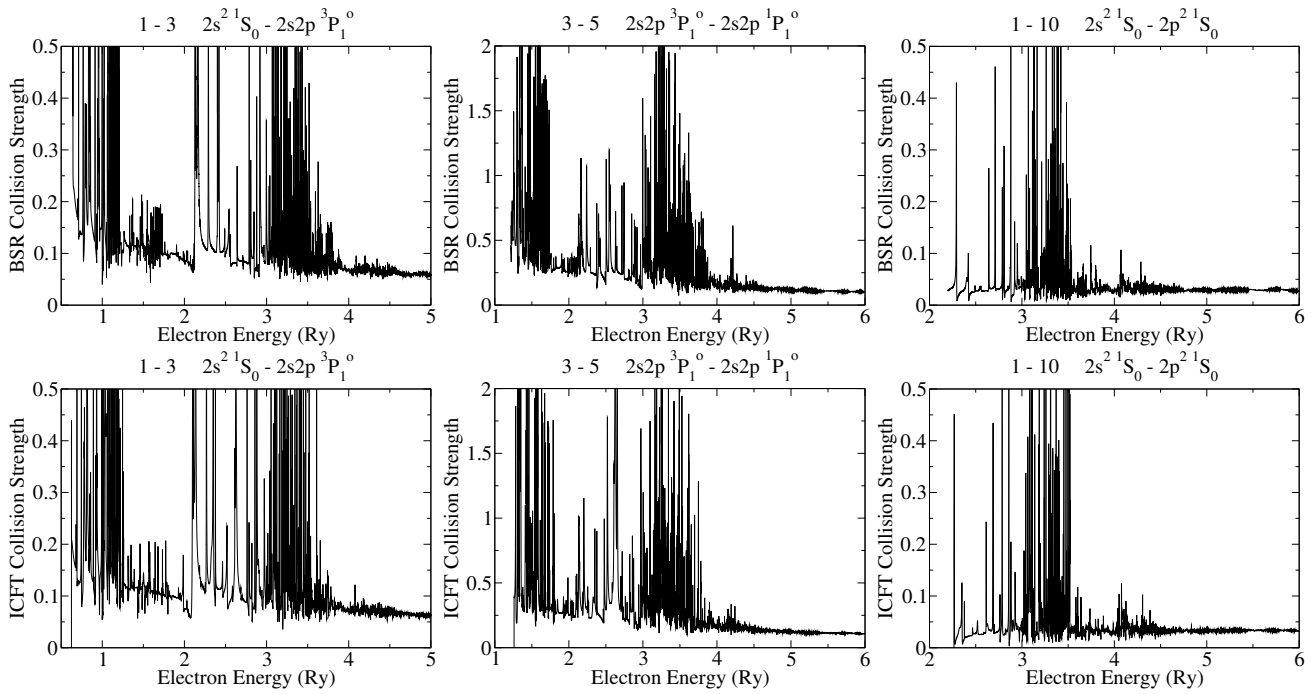 1 - 3 2s² ¹S₀ - 2s2p ³P₁ᵒ
BSR Collision Strength
0.5
0.4
0.3
0.2
0.1
0
1 2 3 4 5
Electron Energy (Ry)
3 - 5 2s2p ³P₁ᵒ - 2s2p ¹P₁ᵒ
BSR Collision Strength
2
1.5
1
0.5
0
1 2 3 4 5 6
Electron Energy (Ry)
1 - 10 2s² ¹S₀ - 2p² ¹S₀
BSR Collision Strength
0.5
0.4
0.3
0.2
0.1
0
2 3 4 5 6
Electron Energy (Ry)
1 - 3 2s² ¹S₀ - 2s2p ³P₁ᵒ
ICFT Collision Strength
0.5
0.4
0.3
0.2
0.1
0
1 2 3 4 5
Electron Energy (Ry)
3 - 5 2s2p ³P₁ᵒ - 2s2p ¹P₁ᵒ
ICFT Collision Strength
2
1.5
1
0.5
0
1 2 3 4 5 6
Electron Energy (Ry)
1 - 10 2s² ¹S₀ - 2p² ¹S₀
ICFT Collision Strength
0.5
0.4
0.3
0.2
0.1
0
2 3 4 5 6
Electron Energy (Ry)